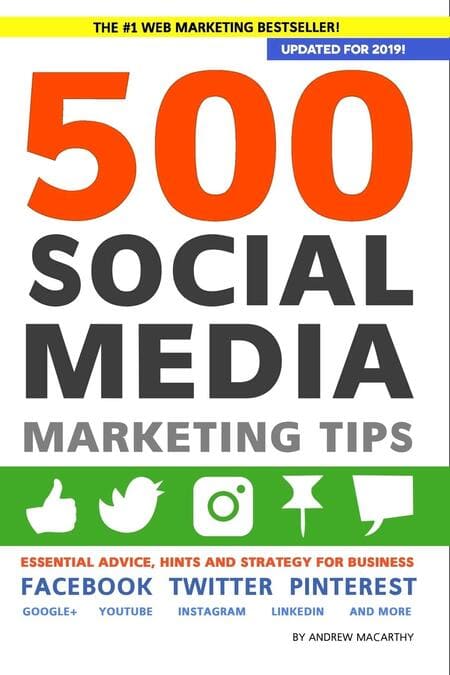 THE #1 WEB MARKETING BESTSELLER!
UPDATED FOR 2019!
500
SOCIAL
MEDIA
MARKETING TIPS
ESSENTIAL ADVICE, HINTS AND STRATEGY FOR BUSINESS
FACEBOOK TWITTER PINTEREST
GOOGLE+ YOUTUBE INSTAGRAM LINKEDIN AND MORE
BY ANDREW MACARTHY